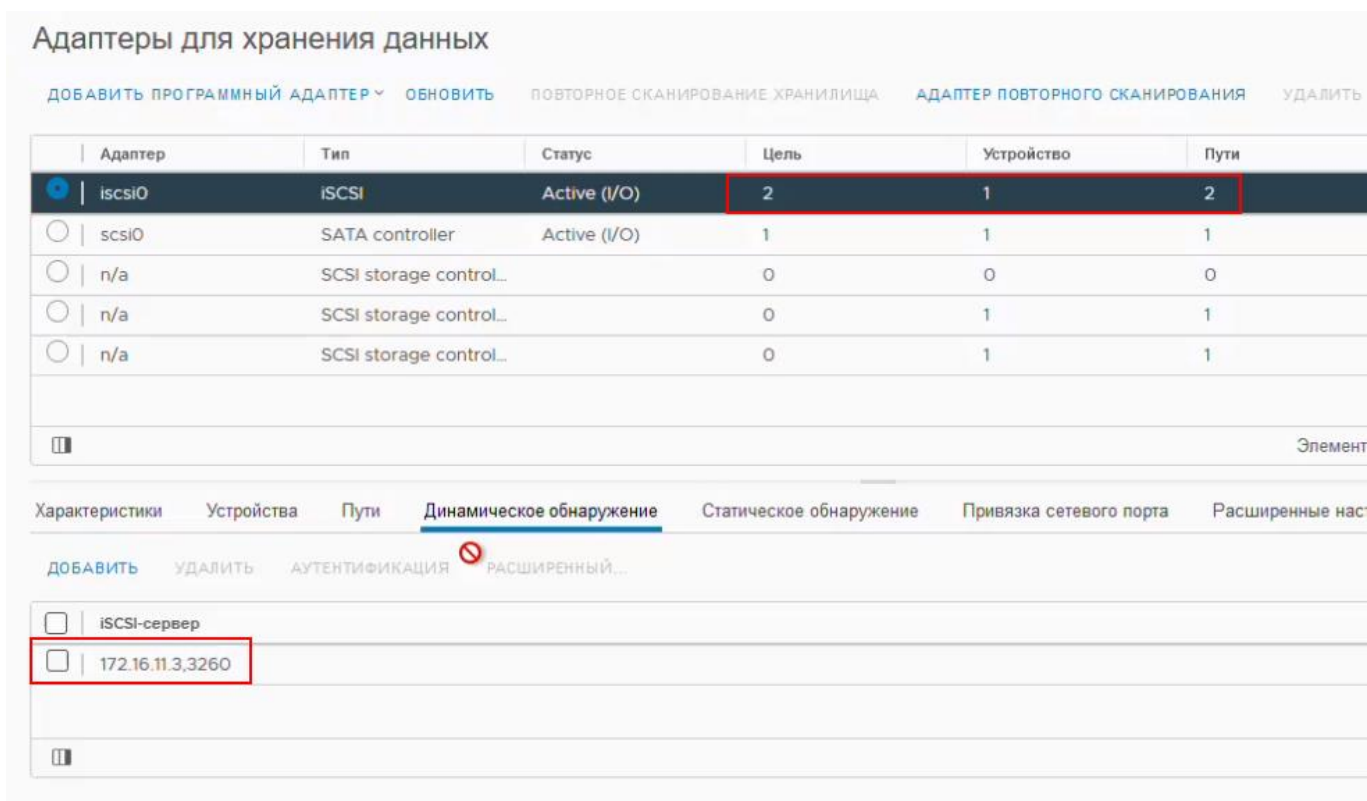 Адаптеры для хранения данных
ДОБАВИТЬ ПРОГРАММНЫЙ АДАПТЕР ОБНОВИТЬ ПОВТОРНОЕ СКАНИРОВАНИЕ ХРАНИЛИЩА АДАПТЕР ПОВТОРНОГО СКАНИРОВАНИЯ УДАЛИТЬ
Адаптер Тип Статус Цель Устройство Пути
iscsi0 iSCSI Active (I/O) 2 1 2
scsi0 SATA controller Active (I/O) 1 1 1
n/a SCSI storage control... 0 0 0
n/a SCSI storage control... 0 1 1
n/a SCSI storage control... 0 1 1
Элемент
Характеристики Устройства Пути Динамическое обнаружение Статическое обнаружение Привязка сетевого порта Расширенные нас
ДОБАВИТЬ УДАЛИТЬ АУТЕНТИФИКАЦИЯ РАСШИРЕННЫЙ...
iSCSI-сервер
172.16.11.3,3260